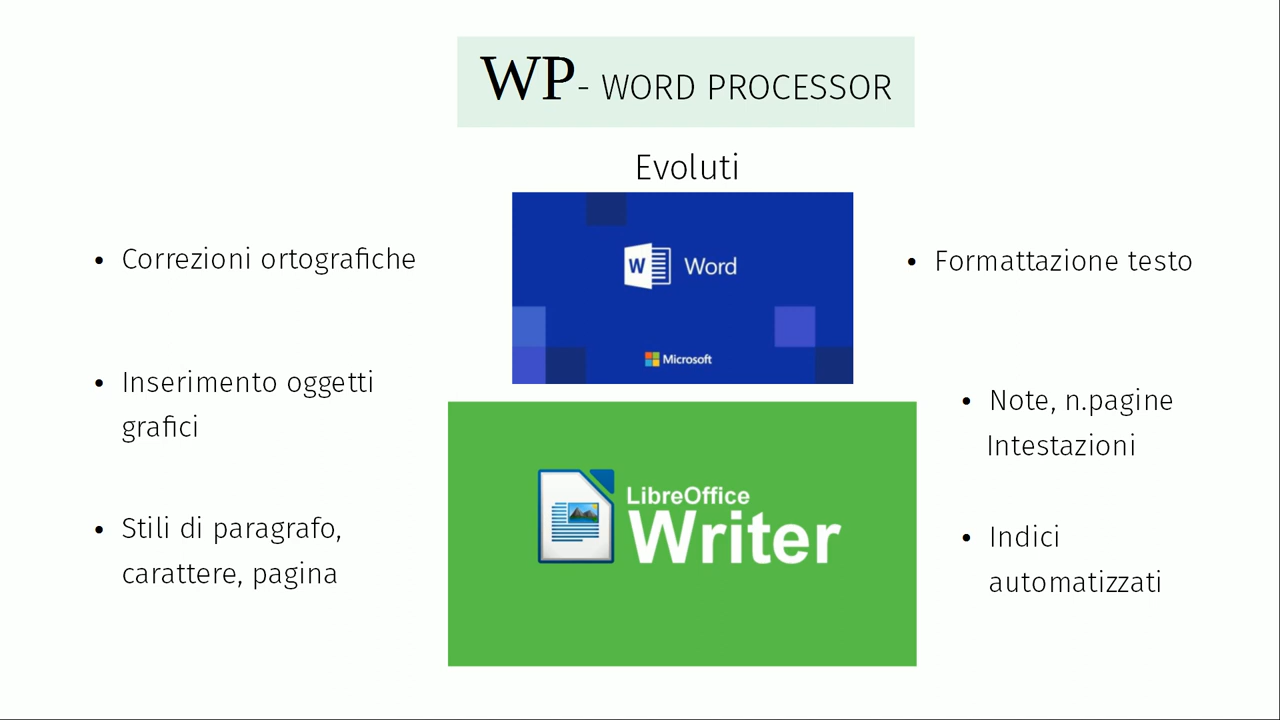 WP- WORD PROCESSOR
Evoluti
• Correzioni ortografiche
• Inserimento oggetti
grafici
• Stili di paragrafo,
carattere, pagina
W Word
Microsoft
LibreOffice
Writer
• Formattazione testo
• Note, n.pagine
Intestazioni
• Indici
automatizzati